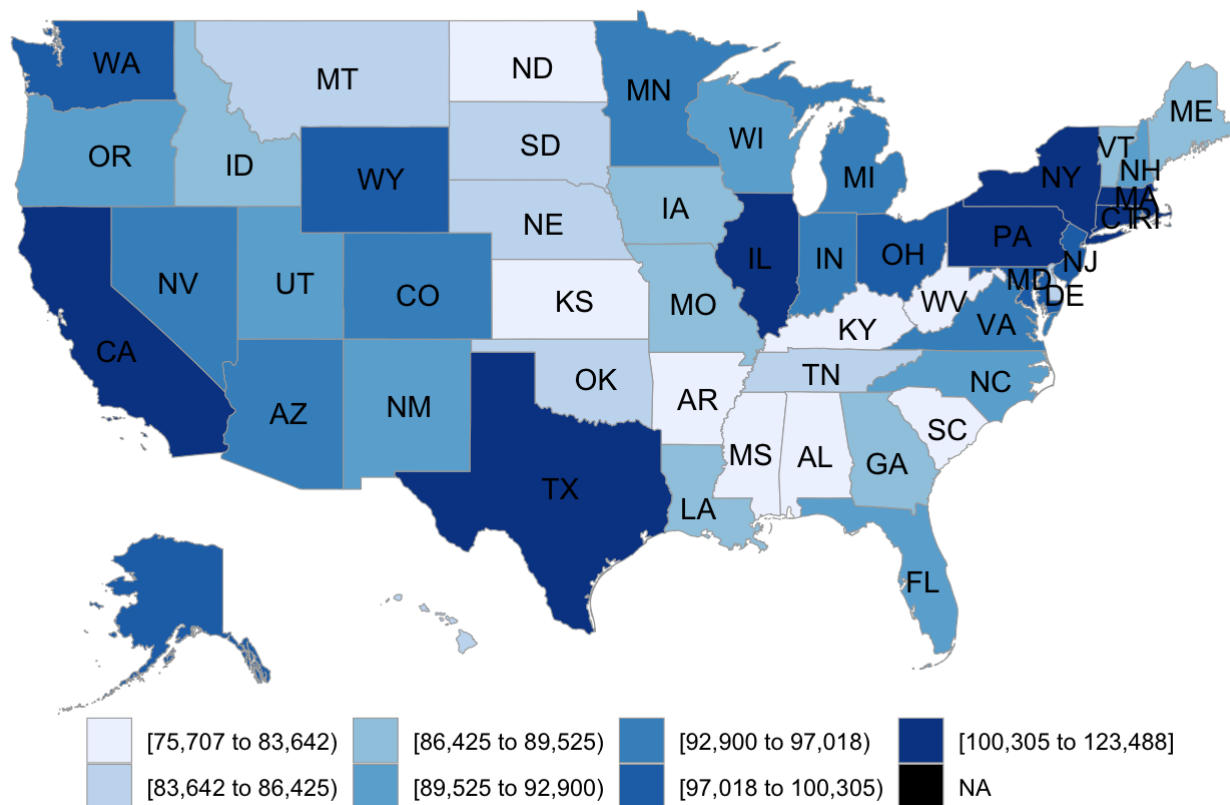 WA
MT
ND
MN
ME
OR
ID
SD
WI
VT
NH
WY
MI
NY
MA
NE
IA
CT
RI
PA
NV
UT
CO
IL
IN
OH
NJ
MD
DE
KS
MO
WV
VA
CA
KY
OK
TN
NC
AZ
NM
AR
SC
MS
AL
GA
TX
LA
FL
[75,707 to 83,642)
[86,425 to 89,525)
[92,900 to 97,018)
[100,305 to 123,488]
[83,642 to 86,425)
[89,525 to 92,900)
[97,018 to 100,305)
NA